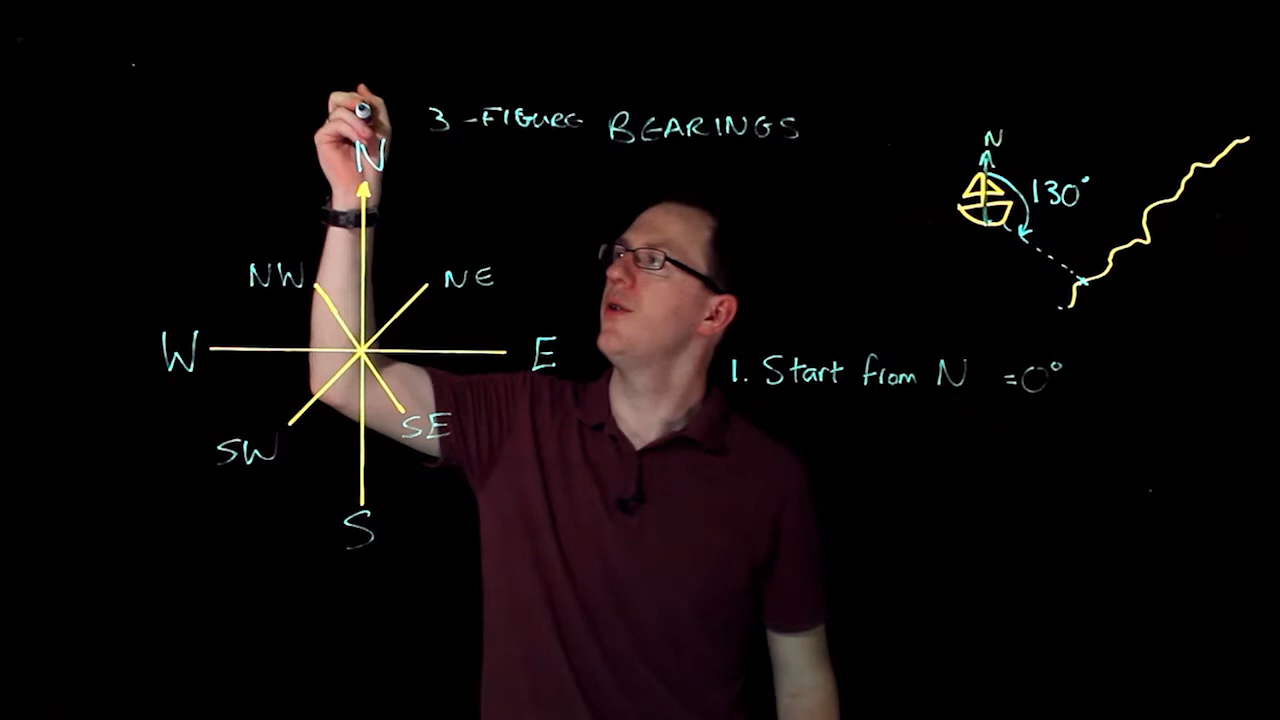 3-FIGURE BEARINGS
N
NW
NE
W
E
SW
SE
S
N
130°
1. Start from N =0°